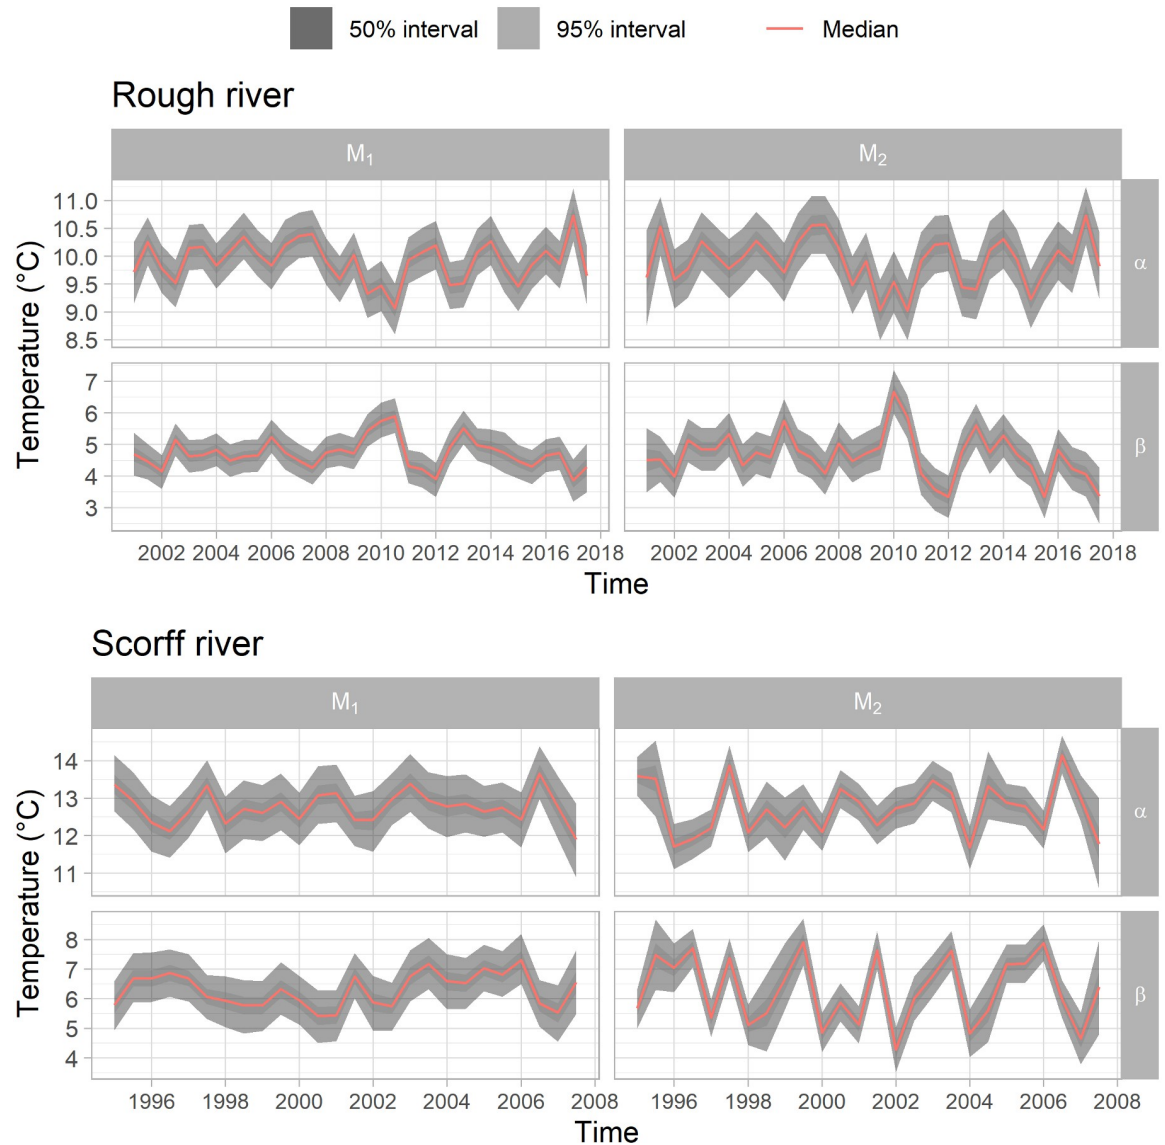 50% interval 95% interval Median
Rough river
M₁ M₂
Temperature (°C)
11.0
10.5
10.0
9.5
9.0
8.5
α
7
6
5
4
3
β
2002 2004 2006 2008 2010 2012 2014 2016 2018 2002 2004 2006 2008 2010 2012 2014 2016 2018
Time
Scorff river
M₁ M₂
Temperature (°C)
14
13
12
11
α
8
7
6
5
4
β
1996 1998 2000 2002 2004 2006 2008 1996 1998 2000 2002 2004 2006 2008
Time